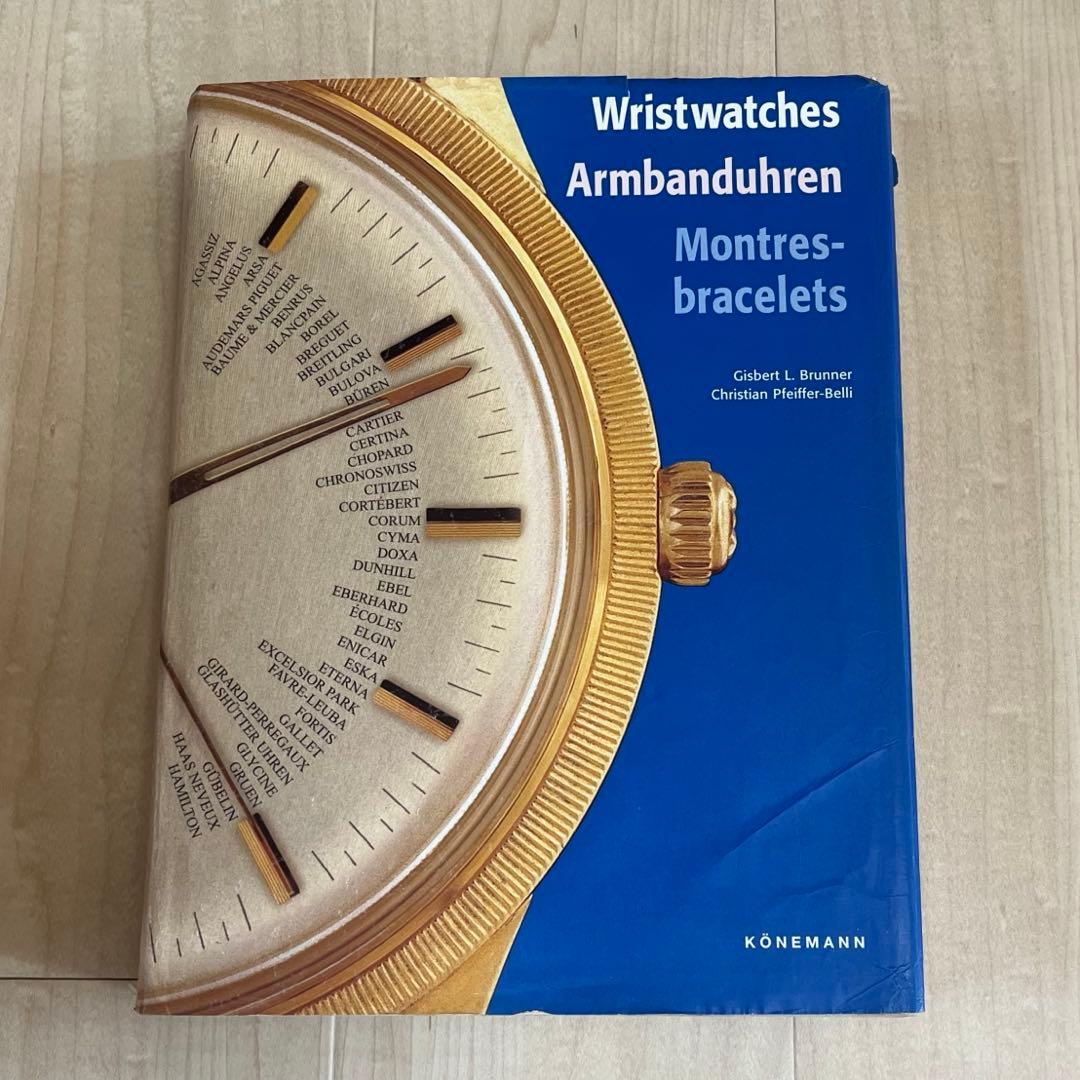 Wristwatches
Armbanduhren
Montres-
bracelets
Gisbert L. Brunner
Christian Pfeiffer-Belli
AGASSIZ
ALPINA
ANGELUS
ARSA
AUDEMARS PIGUET
BAUME & MERCIER
BENRUS
BLANCPAIN
BOREL
BREGUET
BREITLING
BULGARI
BULOVA
BÜREN
CARTIER
CERTINA
CHOPARD
CHRONOSWISS
CITIZEN
CORTÉBERT
CORUM
CYMA
DOXA
DUNHILL
EBEL
EBERHARD
ÉCOLES
ELGIN
ENICAR
ESKA
ETERNA
EXCELSIOR PARK
FAVRE-LEUBA
FORTIS
GALLET
GIRARD-PERREGAUX
GLASHÜTTER UHREN
GLYCINE
GRUEN
GÜBELIN
HAAS NEVEUX
HAMILTON
KÖNEMANN